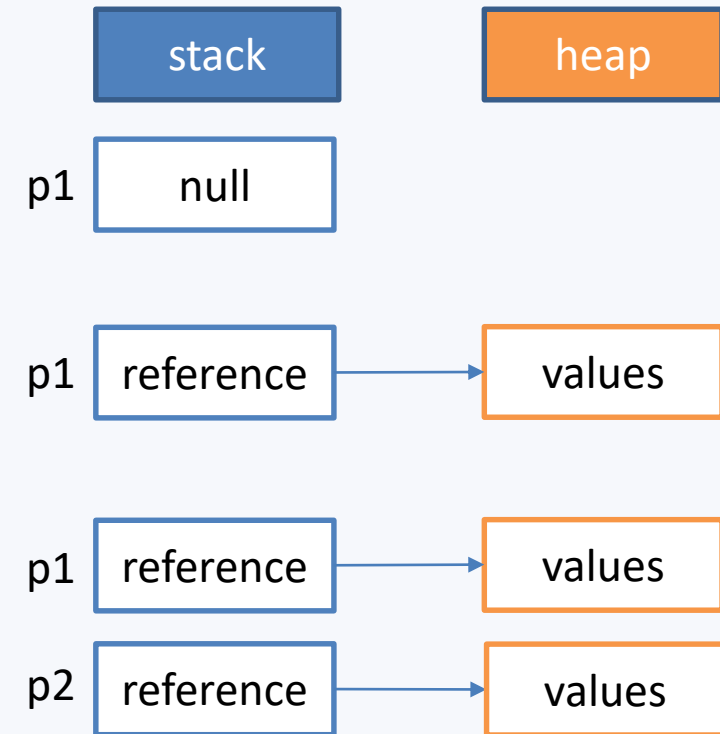 stack heap
p1 null
p1 reference values
p1 reference values
p2 reference values